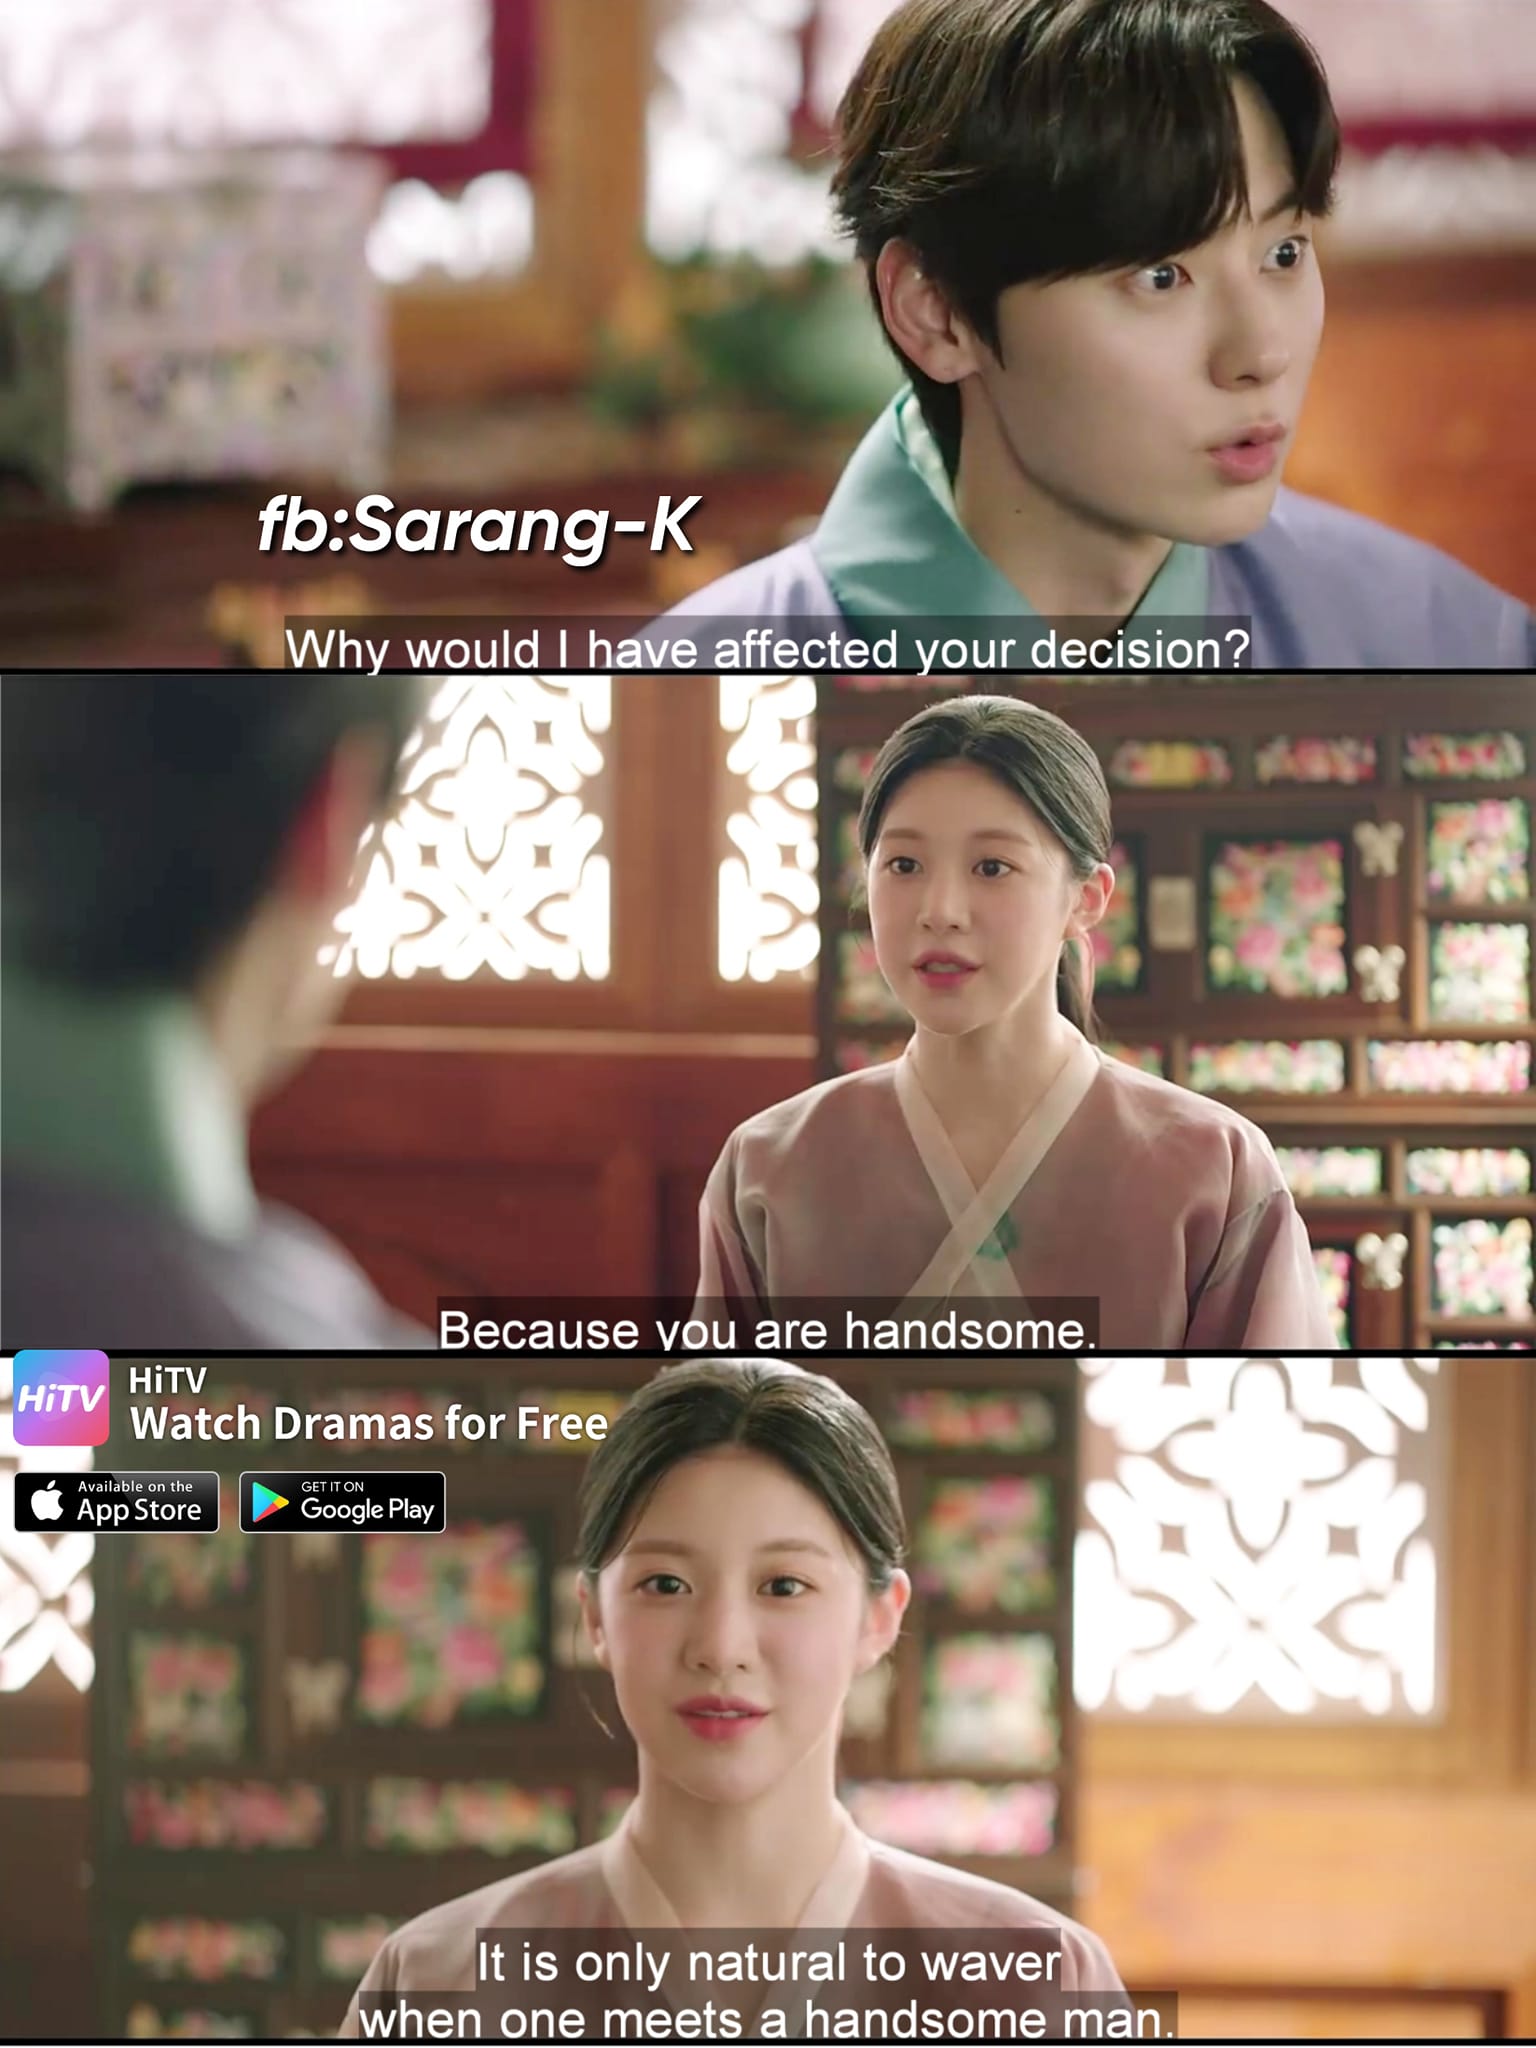 fb:Sarang-K
Why would I have affected your decision?
Because you are handsome.
HiTV
HiTV
Watch Dramas for Free
Available on the
App Store
GET IT ON
Google Play
It is only natural to waver
when one meets a handsome man.